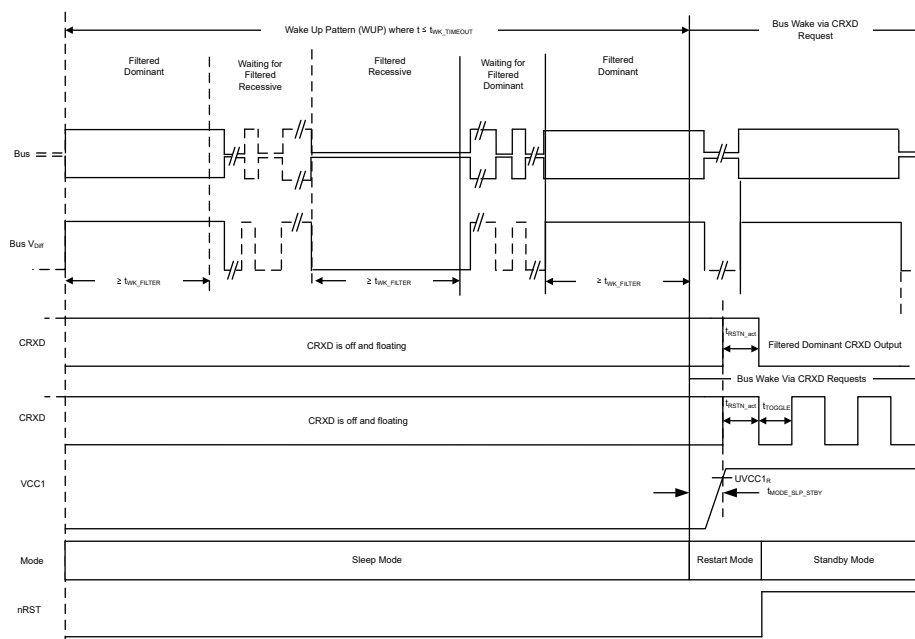 Wake Up Pattern (WUP) where t ≤ tWK_TIMEOUT
Bus Wake via CRXD
Request
Filtered
Dominant
Waiting for
Filtered
Recessive
Filtered
Recessive
Waiting for
Filtered
Dominant
Filtered
Dominant
Bus
Bus VDiff
≥ tWK_FILTER
≥ tWK_FILTER
≥ tWK_FILTER
CRXD
CRXD is off and floating
tRSTN_act
Filtered Dominant CRXD Output
Bus Wake Via CRXD Requests
CRXD
CRXD is off and floating
tRSTN_act
tTOGGLE
VCC1
UVCC1R
tMODE_SLP_STBY
Mode
Sleep Mode
Restart Mode
Standby Mode
nRST